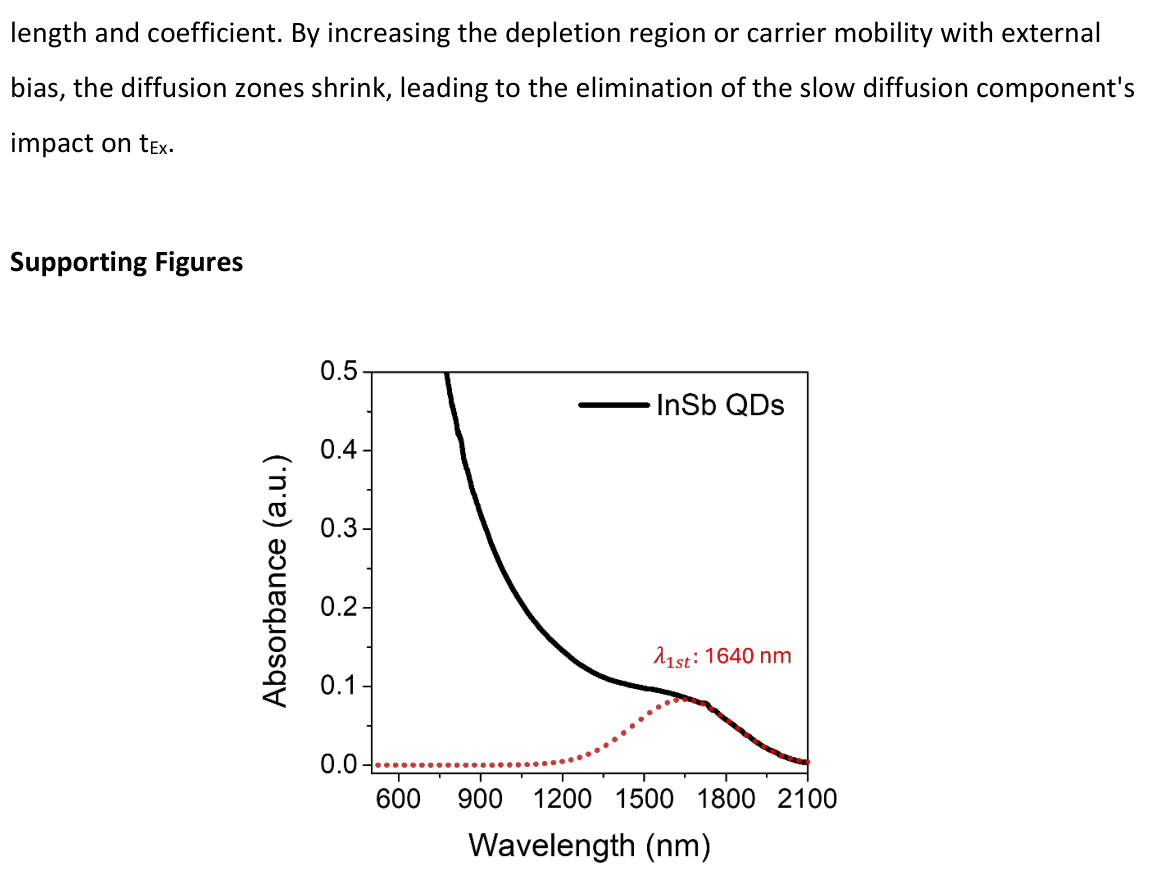 length and coefficient. By increasing the depletion region or carrier mobility with external
bias, the diffusion zones shrink, leading to the elimination of the slow diffusion component's
impact on tEx.
Supporting Figures
0.5
InSb QDs
0.4
0.3
0.2
λ1st: 1640 nm
0.1
0.0
Absorbance (a.u.)
600 900 1200 1500 1800 2100
Wavelength (nm)